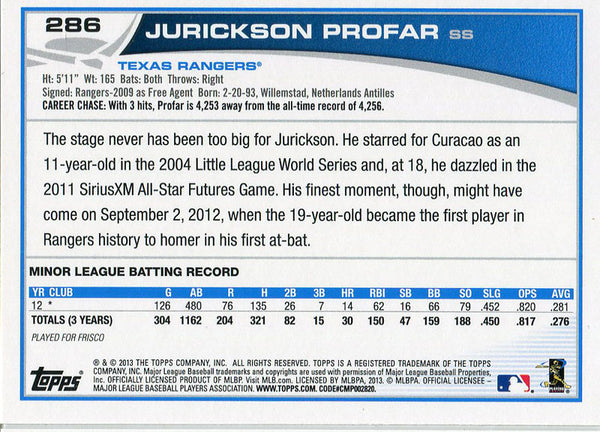 286 JURICKSON PROFAR SS
TEXAS RANGERS®
Ht: 5'11" Wt: 165 Bats: Both Throws: Right
Signed: Rangers-2009 as Free Agent Born: 2-20-93, Willemstad, Netherlands Antilles
CAREER CHASE: With 3 hits, Profar is 4,253 away from the all-time record of 4,256.
The stage never has been too big for Jurickson. He starred for Curacao as an
11-year-old in the 2004 Little League World Series and, at 18, he dazzled in the
2011 SiriusXM All-Star Futures Game. His finest moment, though, might have
come on September 2, 2012, when the 19-year-old became the first player in
Rangers history to homer in his first at-bat.
MINOR LEAGUE BATTING RECORD
YR CLUB G AB R H 2B 3B HR RBI SB BB SO SLG OPS AVG
12 * 126 480 76 135 26 7 14 62 16 66 79 .452 .820 .281
TOTALS (3 YEARS) 304 1162 204 321 82 15 30 150 47 159 188 .450 .817 .276
PLAYED FOR FRISCO
® & © 2013 THE TOPPS COMPANY, INC. ALL RIGHTS RESERVED. TOPPS IS A REGISTERED TRADEMARK OF THE TOPPS
COMPANY, INC. Major League Baseball trademarks and copyrights are used with permission of Major League Baseball Properties,
Inc. OFFICIALLY LICENSED PRODUCT OF MLBP. Visit MLB.com. LICENSED BY MLBPA, 2013. © MLBPA. OFFICIAL LICENSEE –
MAJOR LEAGUE BASEBALL PLAYERS ASSOCIATION. WWW.TOPPS.COM. CODE#CMP002820.
Topps